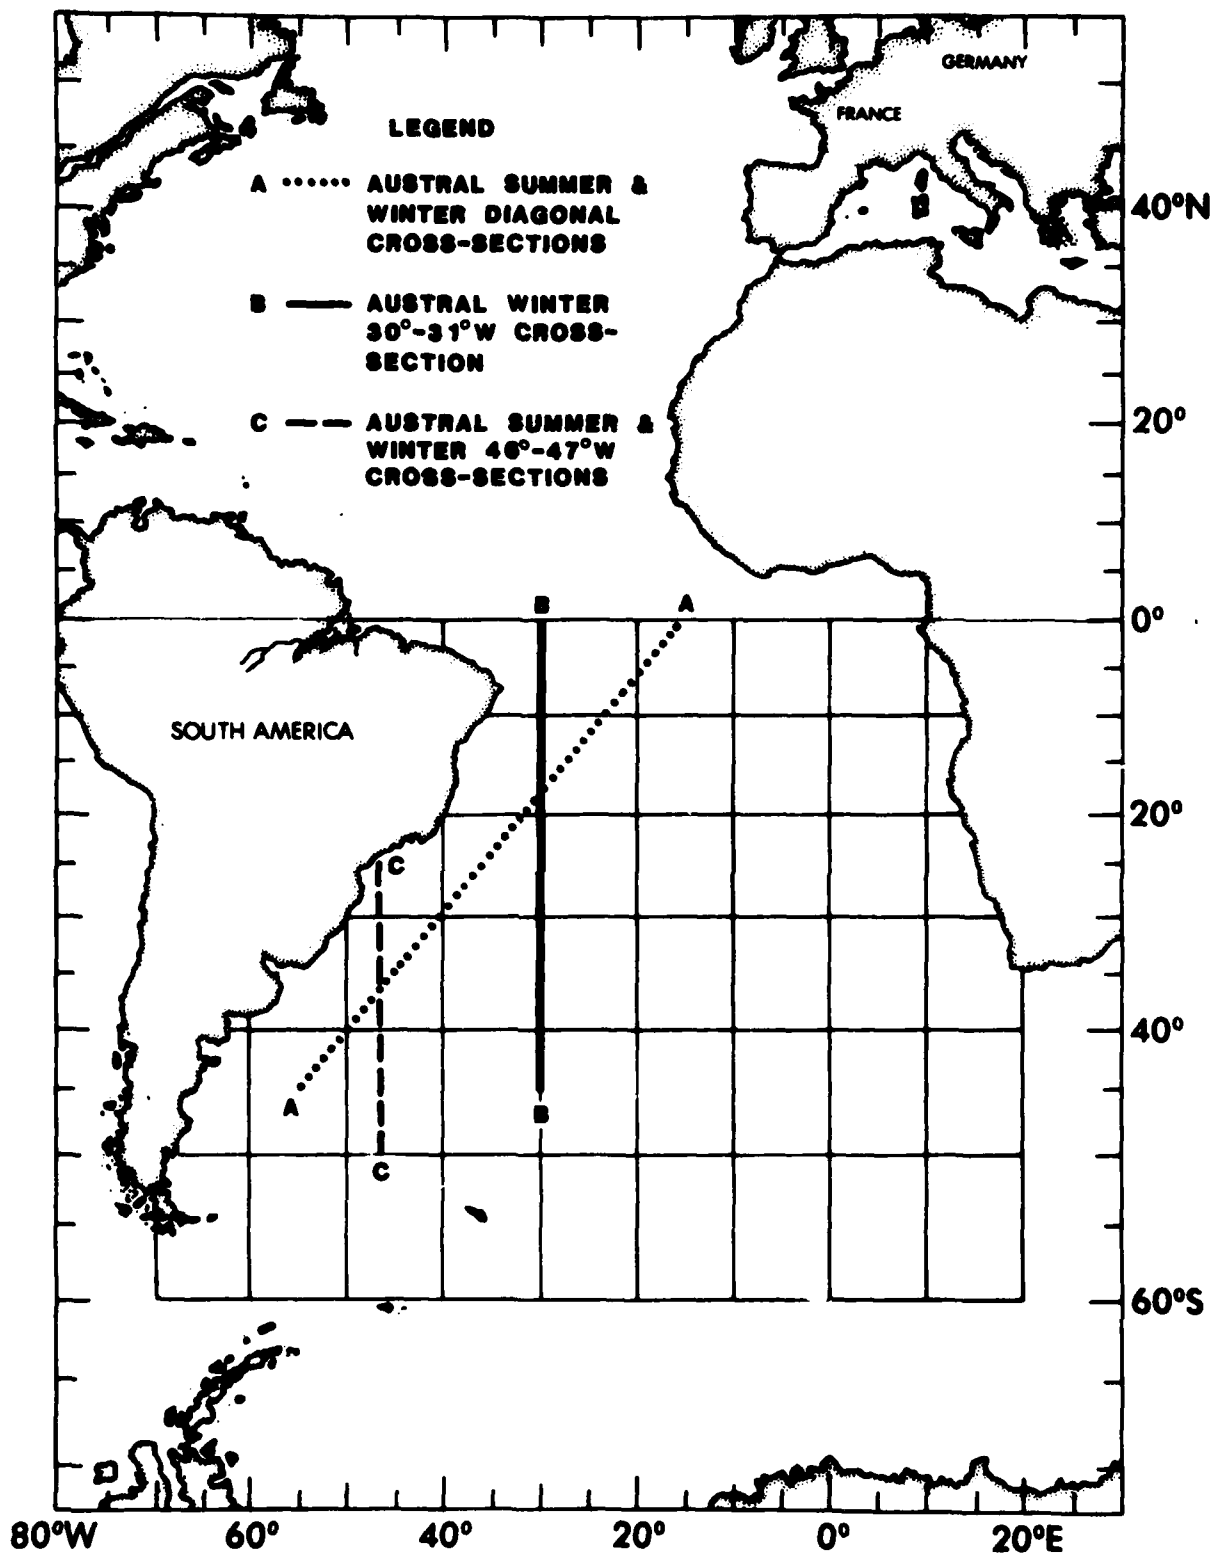 GERMANY
FRANCE
LEGEND
A AUSTRAL SUMMER &
WINTER DIAGONAL
CROSS-SECTIONS
40°N
B AUSTRAL WINTER
30°-31°W CROSS-
SECTION
C AUSTRAL SUMMER &
WINTER 46°-47°W
CROSS-SECTIONS
20°
B A
0°
SOUTH AMERICA
20°
C
40°
A
B
C
60°S
80°W 60° 40° 20° 0° 20°E